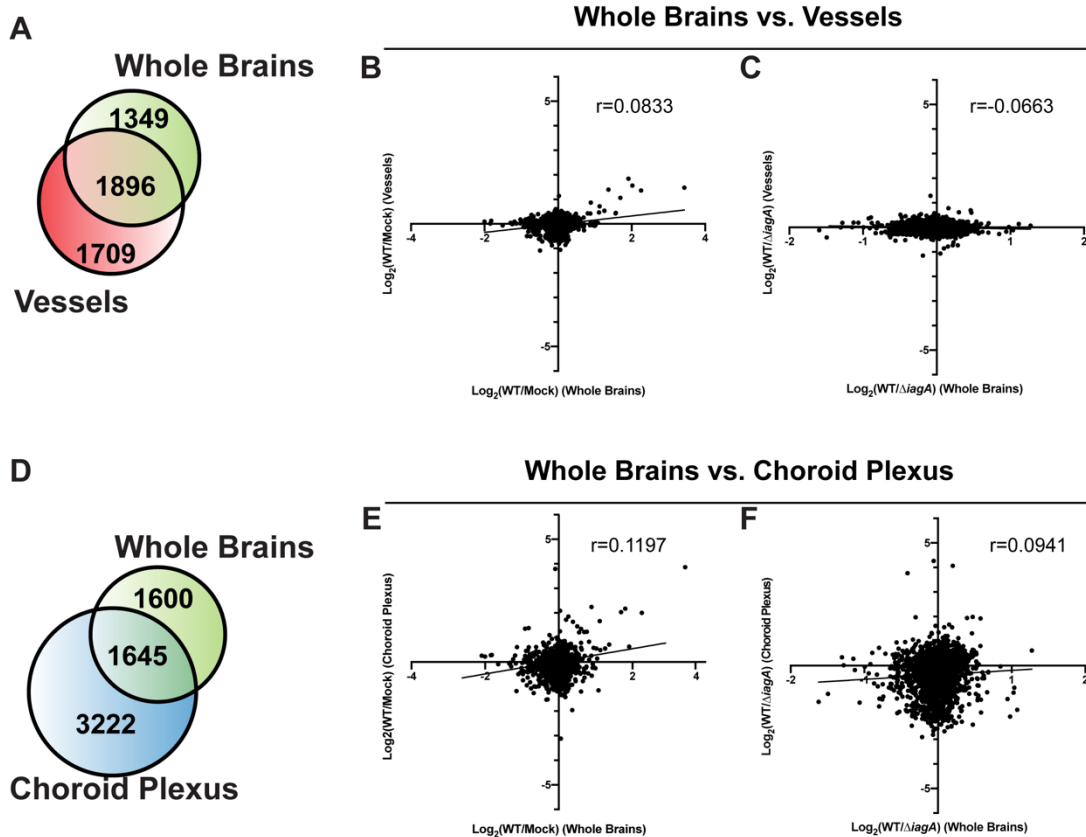 A
Whole Brains
1349
1896
1709
Vessels
Whole Brains vs. Vessels
B
r=0.0833
5
-4
-2
2
4
-5
Log2(WT/Mock) (Vessels)
Log2(WT/Mock) (Whole Brains)
C
r=-0.0663
5
-2
-1
1
2
-5
Log2(WT/ΔiagA) (Vessels)
Log2(WT/ΔiagA) (Whole Brains)
D
Whole Brains
1600
1645
3222
Choroid Plexus
Whole Brains vs. Choroid Plexus
E
r=0.1197
5
-4
-2
2
4
-5
Log2(WT/Mock) (Choroid Plexus)
Log2(WT/Mock) (Whole Brains)
F
r=0.0941
5
-2
-1
1
2
-5
Log2(WT/ΔiagA) (Choroid Plexus)
Log2(WT/ΔiagA) (Whole Brains)